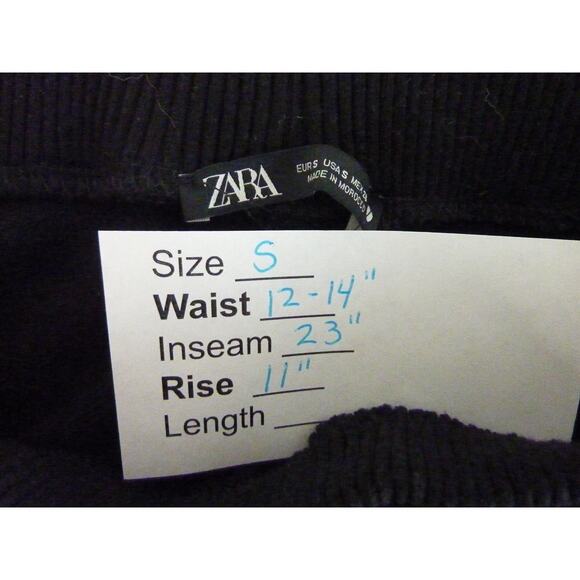 ZARA
EUR S USA S MEX 26
MADE IN MOROCCO
Size S
Waist 12-14"
Inseam 23"
Rise 11"
Length